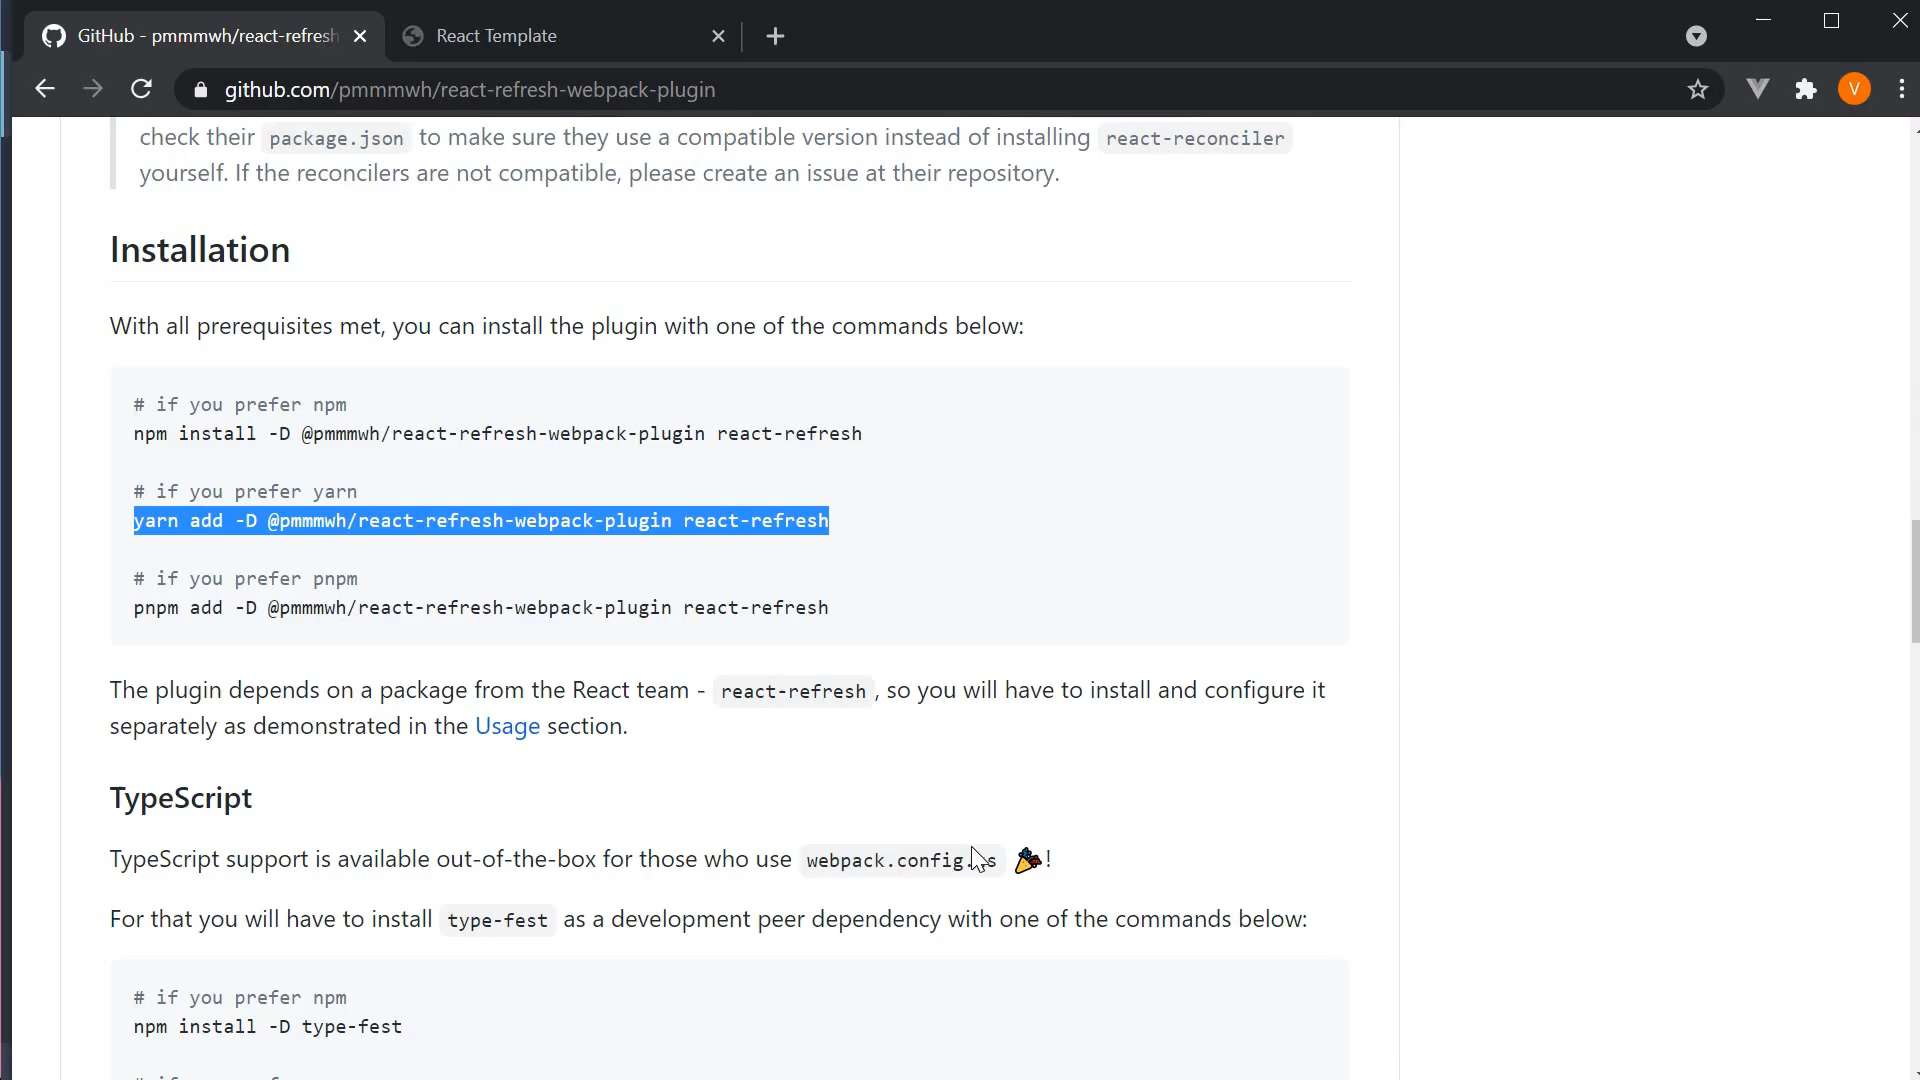 GitHub - pmmmwh/react-refresh
React Template
github.com/pmmmwh/react-refresh-webpack-plugin
V
check their package.json to make sure they use a compatible version instead of installing react-reconciler
yourself. If the reconcilers are not compatible, please create an issue at their repository.
Installation
With all prerequisites met, you can install the plugin with one of the commands below:
# if you prefer npm
npm install -D @pmmmwh/react-refresh-webpack-plugin react-refresh
# if you prefer yarn
yarn add -D @pmmmwh/react-refresh-webpack-plugin react-refresh
# if you prefer pnpm
pnpm add -D @pmmmwh/react-refresh-webpack-plugin react-refresh
The plugin depends on a package from the React team - react-refresh, so you will have to install and configure it
separately as demonstrated in the Usage section.
TypeScript
TypeScript support is available out-of-the-box for those who use 🎉!
For that you will have to install type-fest as a development peer dependency with one of the commands below:
# if you prefer npm
npm install -D type-fest